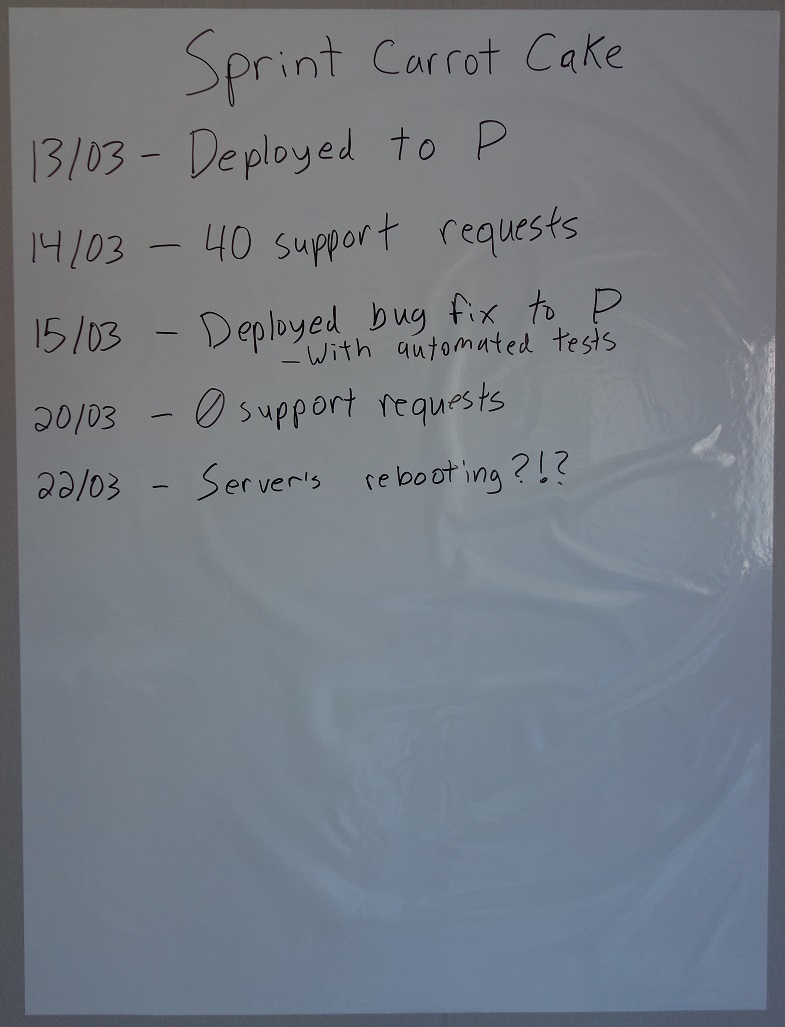 Sprint Carrot Cake
13/03 - Deployed to P
14/03 - 40 support requests
15/03 - Deployed bug fix to P
- With automated tests
20/03 - 0 support requests
22/03 - Server's rebooting?!?